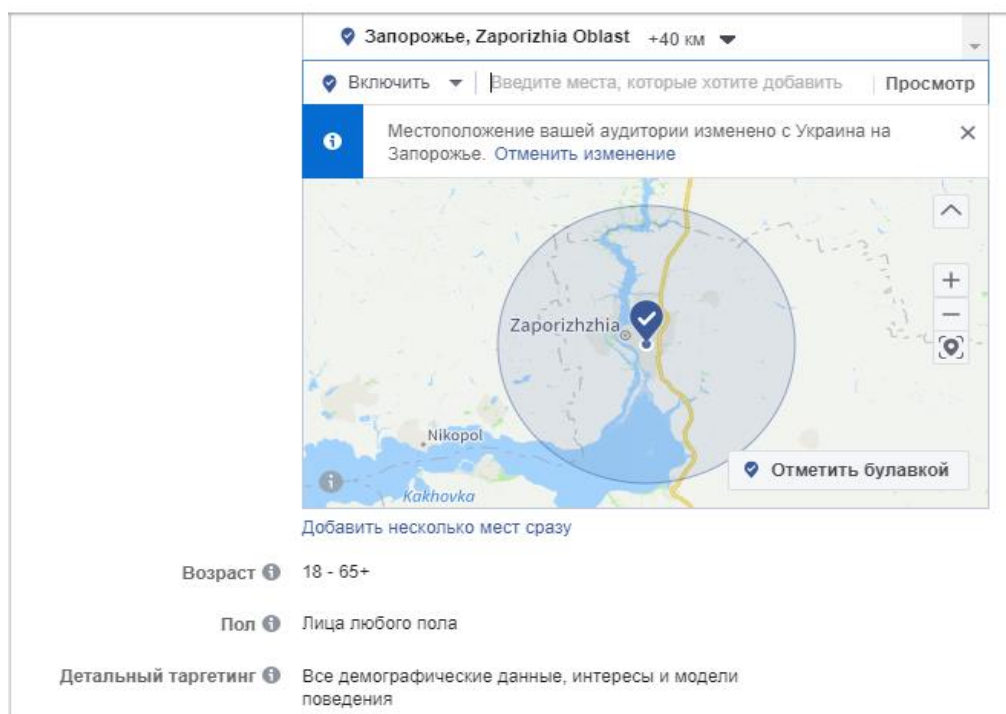 Запорожье, Zaporizhia Oblast +40 км
Включить Введите места, которые хотите добавить Просмотр
Местоположение вашей аудитории изменено с Украина на
Запорожье. Отменить изменение
Zaporizhzhia
Nikopol
Отметить булавкой
Kakhovka
Добавить несколько мест сразу
Возраст 18 - 65+
Пол Лица любого пола
Детальный таргетинг Все демографические данные, интересы и модели
поведения